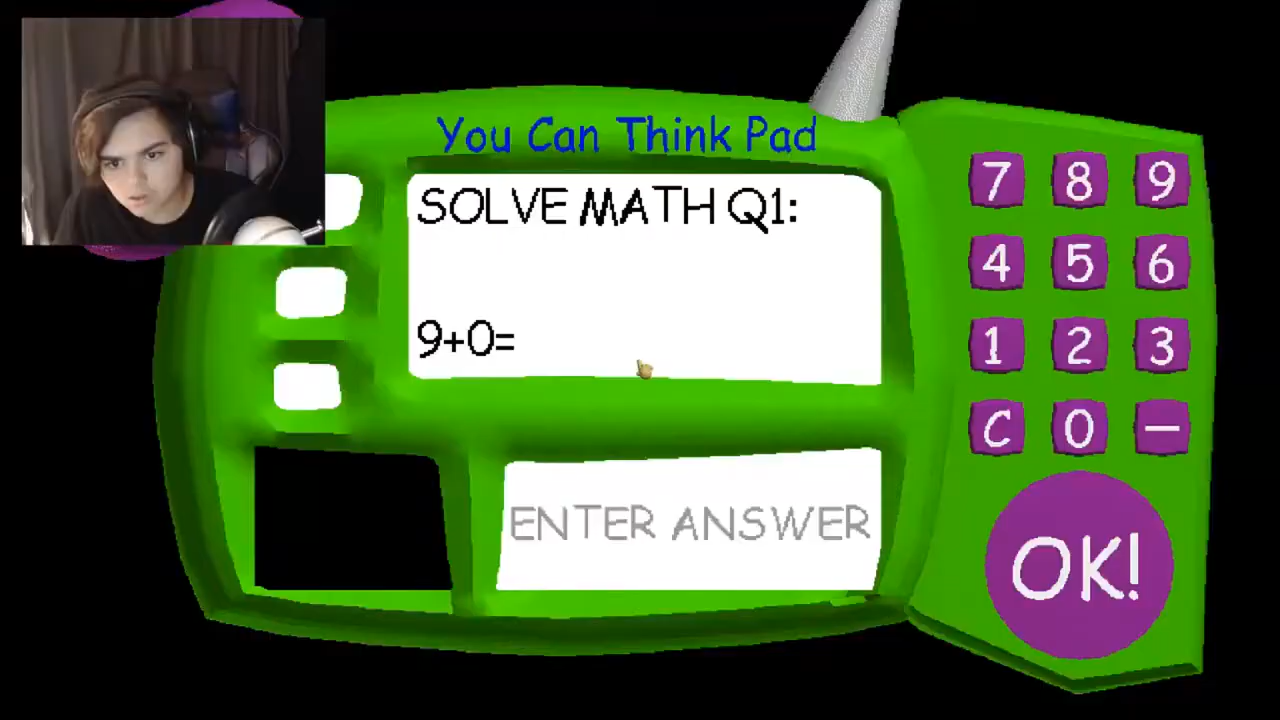 You Can Think Pad
SOLVE MATH Q1:
9+0=
ENTER ANSWER
7 8 9
4 5 6
1 2 3
C 0 –
OK!